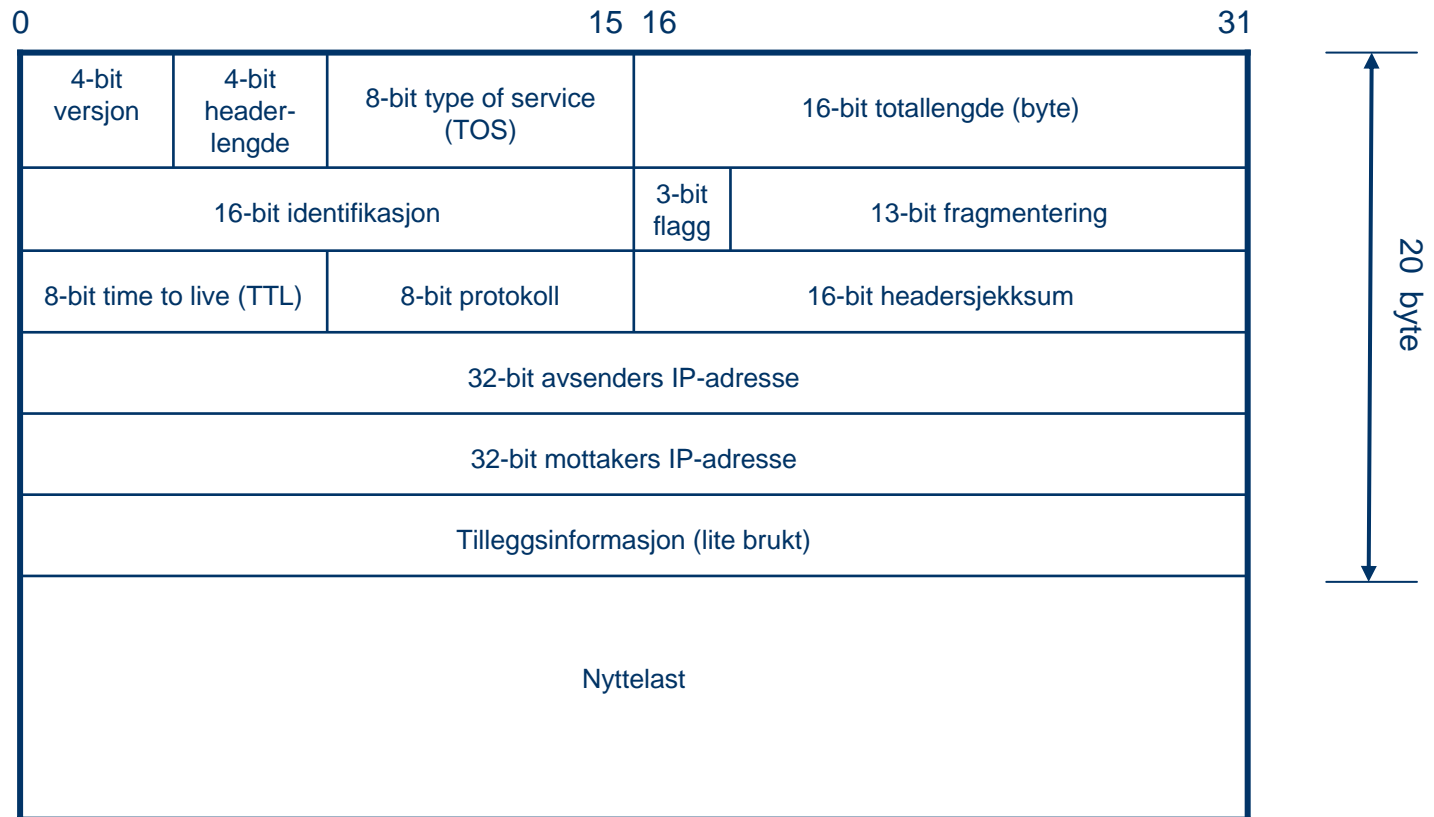 0 15 16 31
4-bit
versjon
4-bit
header-
lengde
8-bit type of service
(TOS)
16-bit totallengde (byte)
16-bit identifikasjon
3-bit
flagg
13-bit fragmentering
8-bit time to live (TTL)
8-bit protokoll
16-bit headersjekksum
32-bit avsenders IP-adresse
32-bit mottakers IP-adresse
Tilleggsinformasjon (lite brukt)
Nyttelast
20 byte